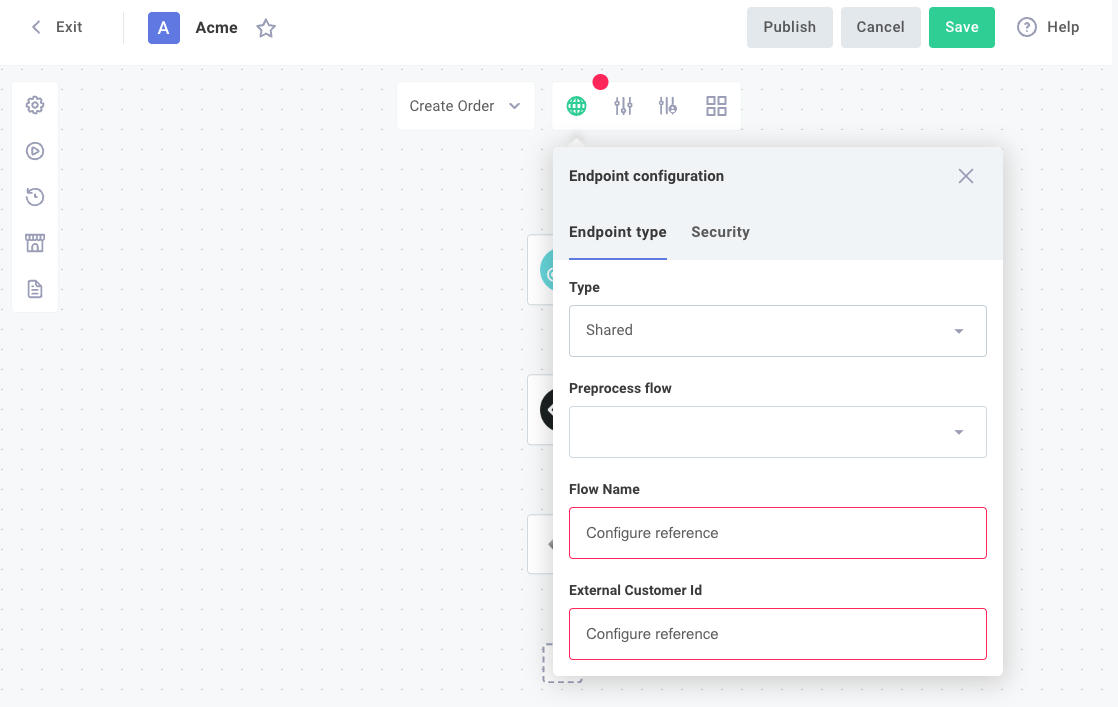 Exit
A
Acme
Publish
Cancel
Save
Help
Create Order
Endpoint configuration
Endpoint type
Security
Type
Shared
Preprocess flow
Flow Name
Configure reference
External Customer Id
Configure reference